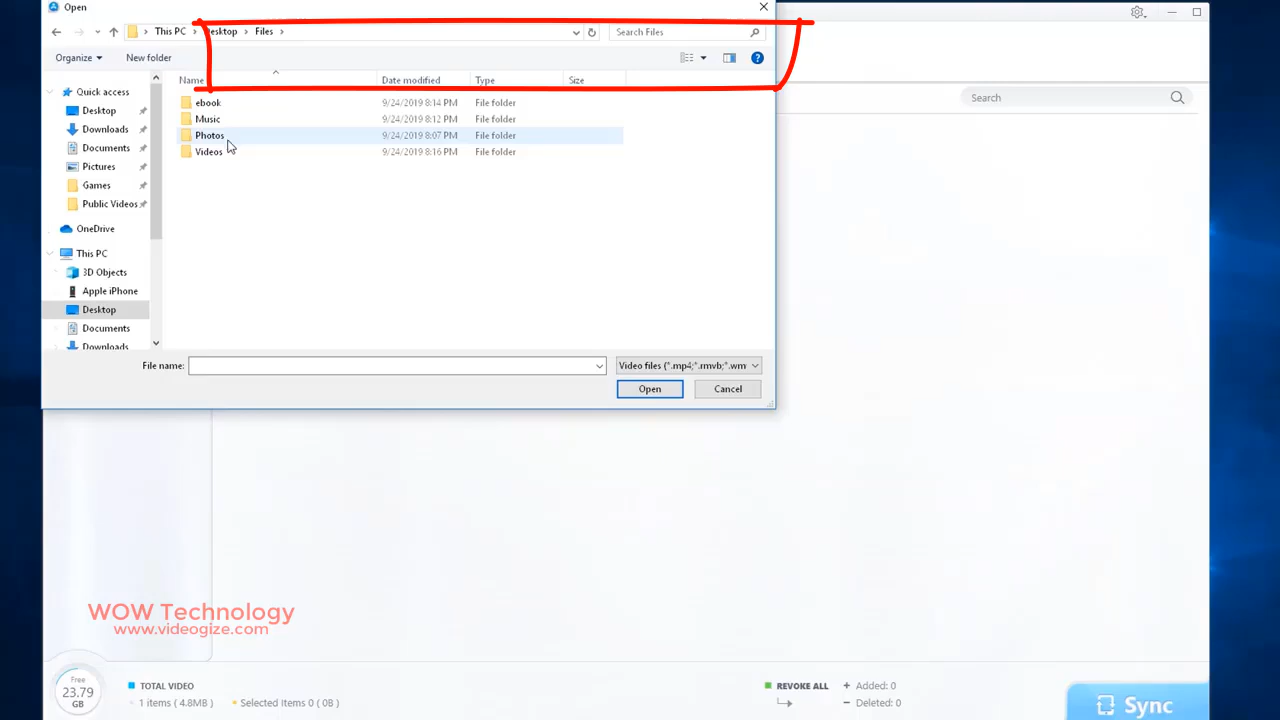 Open
This PC > Desktop > Files >
Search Files
Organize
New folder
Name
Date modified
Type
Size
Quick access
Desktop
Downloads
Documents
Pictures
Games
Public Videos
OneDrive
This PC
3D Objects
Apple iPhone
Desktop
Documents
Downloads
ebook 9/24/2019 8:14 PM File folder
Music 9/24/2019 8:12 PM File folder
Photos 9/24/2019 8:07 PM File folder
Videos 9/24/2019 8:16 PM File folder
File name:
Video files (*.mp4;*.rmvb;*.wm
Open
Cancel
Search
WOW Technology
www.videogize.com
Free
23.79
GB
TOTAL VIDEO
1 items ( 4.8MB )
Selected Items 0 ( 0B )
REVOKE ALL
+ Added: 0
− Deleted: 0
Sync